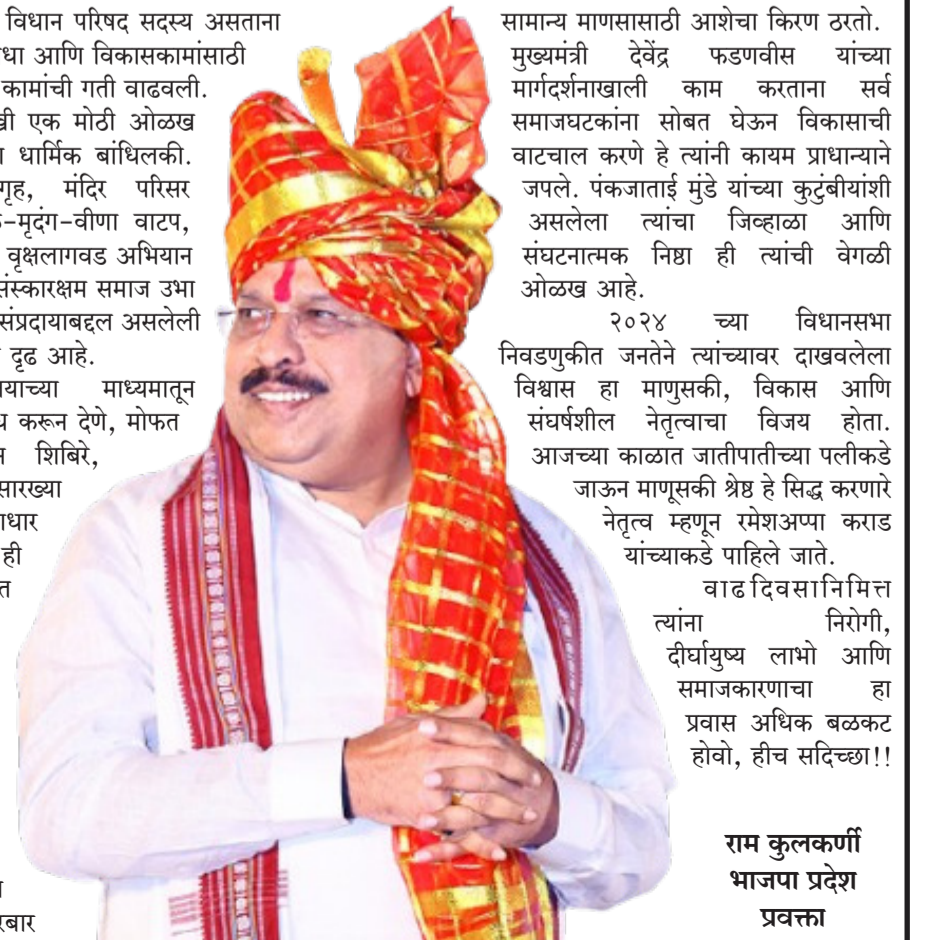 विधान परिषद सदस्य असताना
आणि विकासकामांसाठी
कामांची गती वाढवली.
एक मोठी ओळख
धार्मिक बांधिलकी.
मंदिर परिसर
वाटप,
वृक्षलागवड अभियान
संस्कारक्षम समाज उभा
संप्रदायाबद्दल असलेली
दृढ आहे.
माध्यमातून
करून देणे, मोफत
शिबिरे,
ही
सामान्य माणसासाठी आशेचा किरण ठरतो.
मुख्यमंत्री देवेंद्र फडणवीस यांच्या
मार्गदर्शनाखाली काम करताना सर्व
समाजघटकांना सोबत घेऊन विकासाची
वाटचाल करणे हे त्यांनी कायम प्राधान्याने
जपले. पंकजाताई मुंडे यांच्या कुटुंबीयांशी
असलेला त्यांचा जिव्हाळा आणि
संघटनात्मक निष्ठा ही त्यांची वेगळी
ओळख आहे.
२०२४ च्या विधानसभा
निवडणुकीत जनतेने त्यांच्यावर दाखवलेला
विश्वास हा माणुसकी, विकास आणि
संघर्षशील नेतृत्वाचा विजय होता.
आजच्या काळात जातीपातीच्या पलीकडे
जाऊन माणूसकी श्रेष्ठ हे सिद्ध करणारे
नेतृत्व म्हणून रमेशअप्पा कराड
यांच्याकडे पाहिले जाते.
वाढदिवसानिमित्त
त्यांना निरोगी,
दीर्घायुष्य लाभो आणि
समाजकारणाचा हा
प्रवास अधिक बळकट
होवो, हीच सदिच्छा!!
राम कुलकर्णी
भाजपा प्रदेश
प्रवक्ता